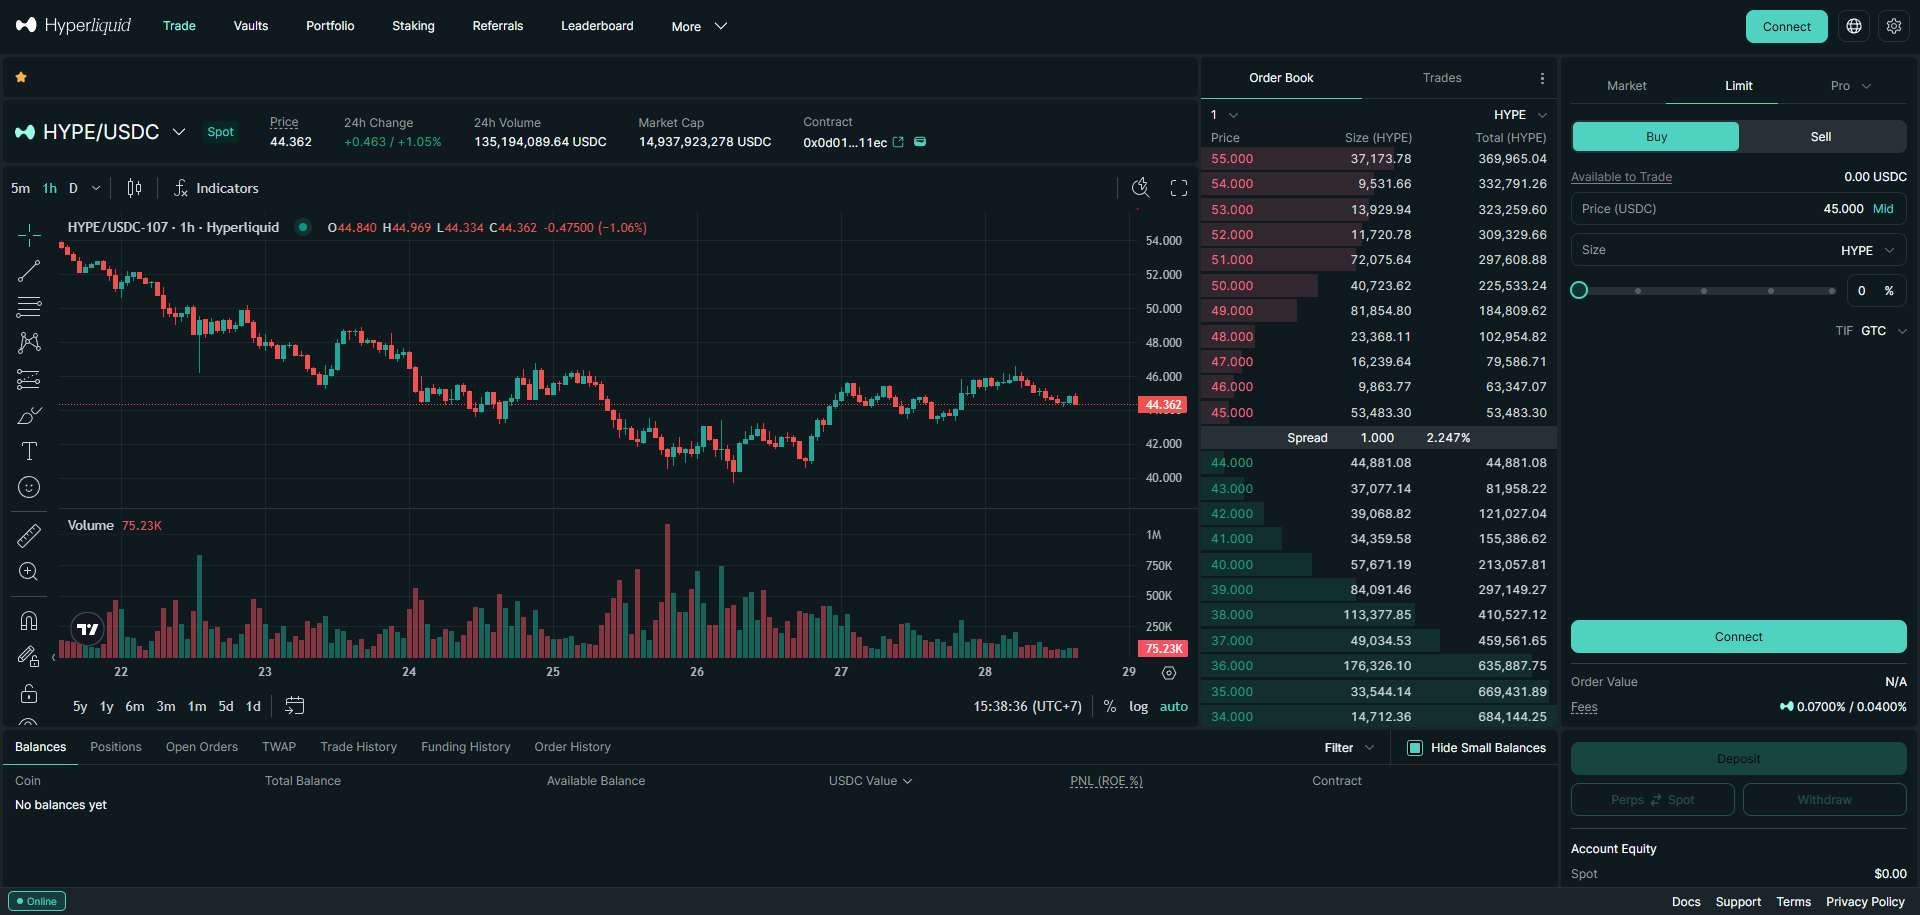 Hyperliquid Trade Vaults Portfolio Staking Referrals Leaderboard More Connect
HYPE/USDC Spot
Price 24h Change 24h Volume Market Cap Contract
44.362 +0.463 / +1.05% 135,194,089.64 USDC 14,937,923,278 USDC 0x0d01...11ec
5m 1h D Indicators
HYPE/USDC-107 · 1h · Hyperliquid O44.840 H44.969 L44.334 C44.362 -0.47500 (−1.06%)
54.000
52.000
50.000
48.000
46.000
44.362
42.000
40.000
Volume 75.23K
1M
750K
500K
250K
75.23K
22 23 24 25 26 27 28 29
5y 1y 6m 3m 1m 5d 1d 15:38:36 (UTC+7) % log auto
Order Book Trades
1 HYPE
Price Size (HYPE) Total (HYPE)
55.000 37,173.78 369,965.04
54.000 9,531.66 332,791.26
53.000 13,929.94 323,259.60
52.000 11,720.78 309,329.66
51.000 72,075.64 297,608.88
50.000 40,723.62 225,533.24
49.000 81,854.80 184,809.62
48.000 23,368.11 102,954.82
47.000 16,239.64 79,586.71
46.000 9,863.77 63,347.07
45.000 53,483.30 53,483.30
Spread 1.000 2.247%
44.000 44,881.08 44,881.08
43.000 37,077.14 81,958.22
42.000 39,068.82 121,027.04
41.000 34,359.58 155,386.62
40.000 57,671.19 213,057.81
39.000 84,091.46 297,149.27
38.000 113,377.85 410,527.12
37.000 49,034.53 459,561.65
36.000 176,326.10 635,887.75
35.000 33,544.14 669,431.89
34.000 14,712.36 684,144.25
Market Limit Pro
Buy Sell
Available to Trade 0.00 USDC
Price (USDC) 45.000 Mid
Size HYPE
0 %
TIF GTC
Connect
Order Value N/A
Fees 0.0700% / 0.0400%
Balances Positions Open Orders TWAP Trade History Funding History Order History Filter Hide Small Balances
Coin Total Balance Available Balance USDC Value PNL (ROE %) Contract
No balances yet
Deposit
Perps Spot Withdraw
Account Equity
Spot $0.00
Online Docs Support Terms Privacy Policy